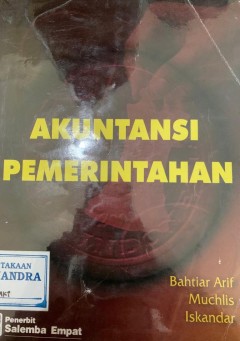 AKUNTANSI
PEMERINTAHAN
TAKAAN
ANDRA
Bahtiar Arif
Muchlis
Iskandar
Penerbit
Salemba Empat